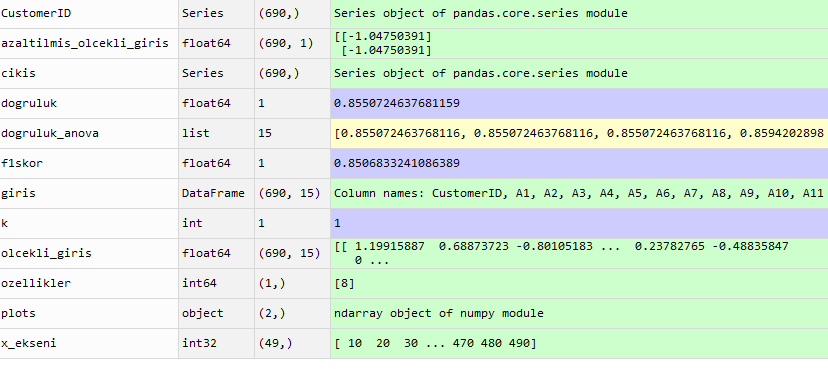 CustomerID Series (690,) Series object of pandas.core.series module
azaltilmis_olcekli_giris float64 (690, 1) [[-1.04750391]
[-1.04750391]
cikis Series (690,) Series object of pandas.core.series module
dogruluk float64 1 0.8550724637681159
dogruluk_anova list 15 [0.855072463768116, 0.855072463768116, 0.855072463768116, 0.8594202898
f1skor float64 1 0.8506833241086389
giris DataFrame (690, 15) Column names: CustomerID, A1, A2, A3, A4, A5, A6, A7, A8, A9, A10, A11
k int 1 1
olcekli_giris float64 (690, 15) [[ 1.19915887 0.68873723 -0.80105183 ... 0.23782765 -0.48835847
0 ...
ozellikler int64 (1,) [8]
plots object (2,) ndarray object of numpy module
x_ekseni int32 (49,) [ 10 20 30 ... 470 480 490]